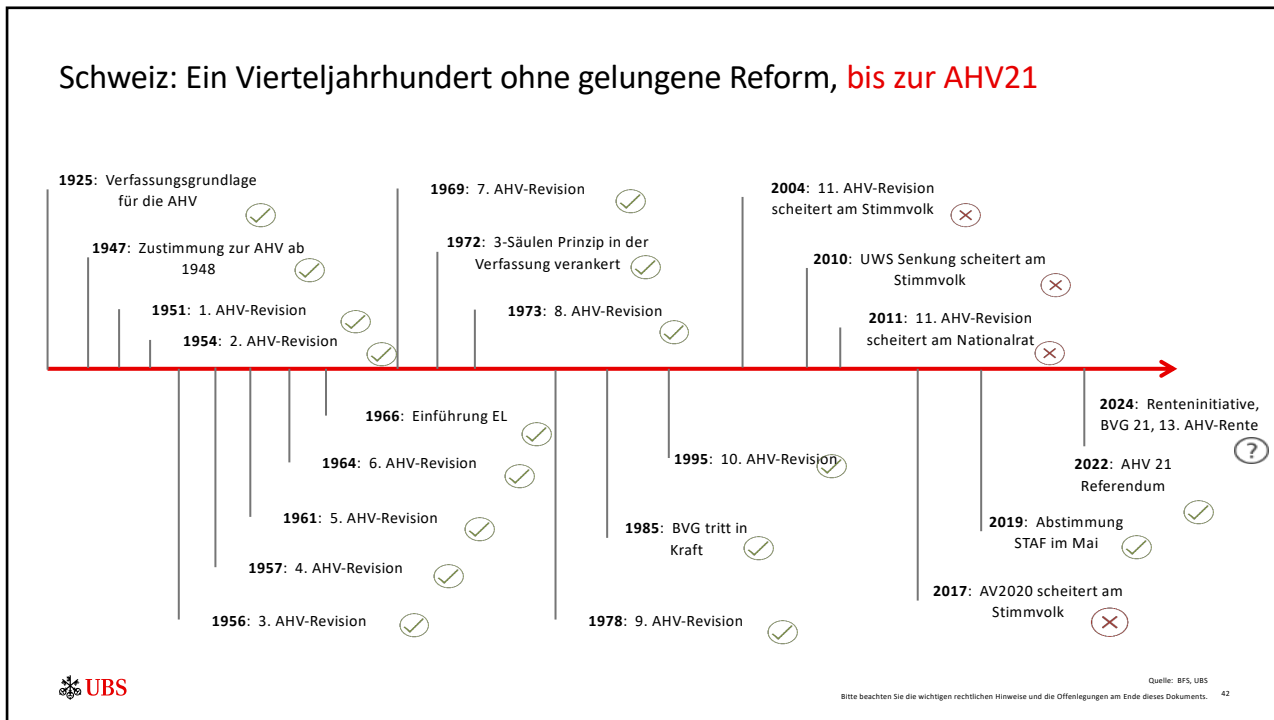 Schweiz: Ein Vierteljahrhundert ohne gelungene Reform, bis zur AHV21
1925: Verfassungsgrundlage
für die AHV
1947: Zustimmung zur AHV ab
1948
1951: 1. AHV-Revision
1954: 2. AHV-Revision
1969: 7. AHV-Revision
1972: 3-Säulen Prinzip in der
Verfassung verankert
1973: 8. AHV-Revision
2004: 11. AHV-Revision
scheitert am Stimmvolk
2010: UWS Senkung scheitert am
Stimmvolk
2011: 11. AHV-Revision
scheitert am Nationalrat
1966: Einführung EL
1964: 6. AHV-Revision
1961: 5. AHV-Revision
1957: 4. AHV-Revision
1956: 3. AHV-Revision
1995: 10. AHV-Revision
1985: BVG tritt in
Kraft
1978: 9. AHV-Revision
2024: Renteninitiative,
BVG 21, 13. AHV-Rente
?
2022: AHV 21
Referendum
2019: Abstimmung
STAF im Mai
2017: AV2020 scheitert am
Stimmvolk
UBS
Quelle: BFS, UBS
Bitte beachten Sie die wichtigen rechtlichen Hinweise und die Offenlegungen am Ende dieses Dokuments. 42